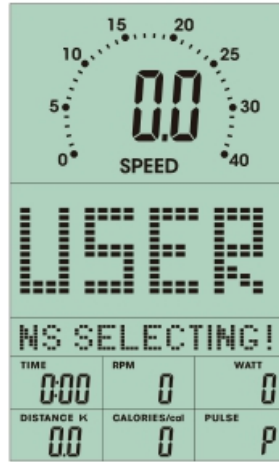 15 20
10 25
5 0.0 30
0 SPEED 40
USER
NS SELECTING!
TIME RPM WATT
0:00 0 0
DISTANCE K CALORIES/cal PULSE
0.0 0 P